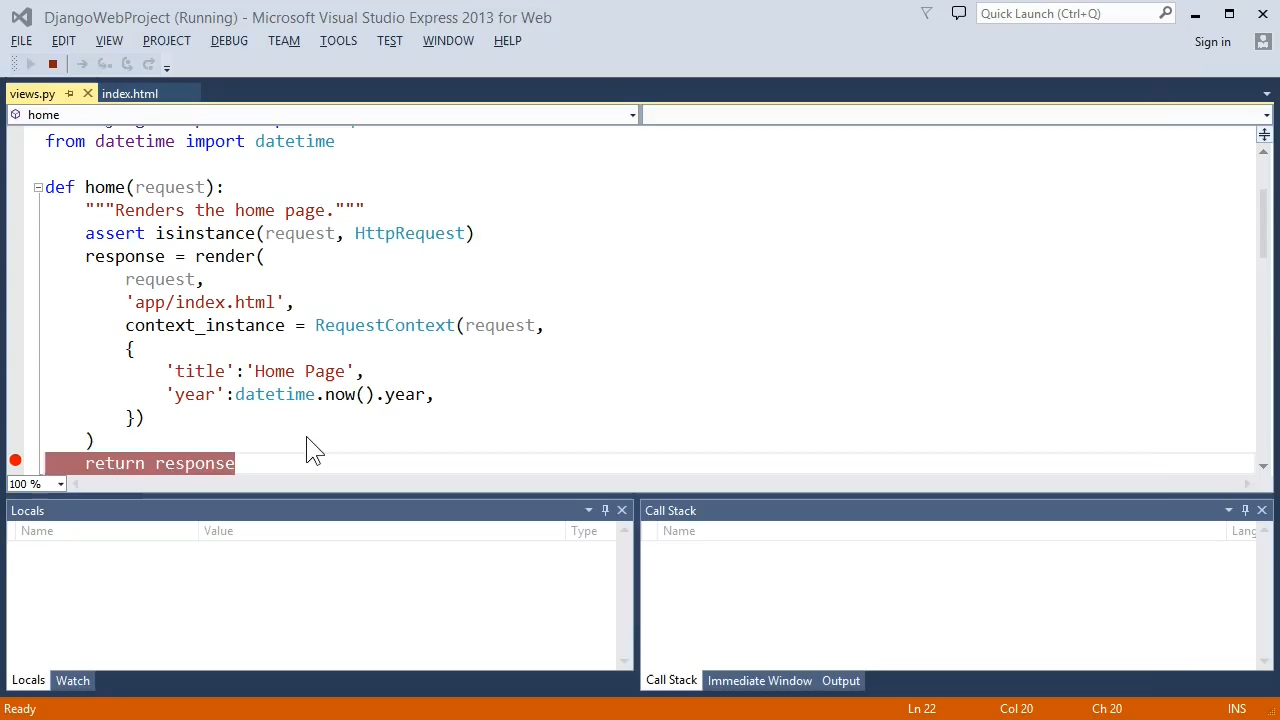 DjangoWebProject (Running) - Microsoft Visual Studio Express 2013 for Web
Quick Launch (Ctrl+Q)
FILE EDIT VIEW PROJECT DEBUG TEAM TOOLS TEST WINDOW HELP
Sign in
views.py index.html
home
from datetime import datetime
def home(request):
"""Renders the home page."""
assert isinstance(request, HttpRequest)
response = render(
request,
'app/index.html',
context_instance = RequestContext(request,
{
'title':'Home Page',
'year':datetime.now().year,
})
)
return response
100 %
Locals
Name Value Type
Call Stack
Name Lang
Locals Watch
Call Stack Immediate Window Output
Ready Ln 22 Col 20 Ch 20 INS